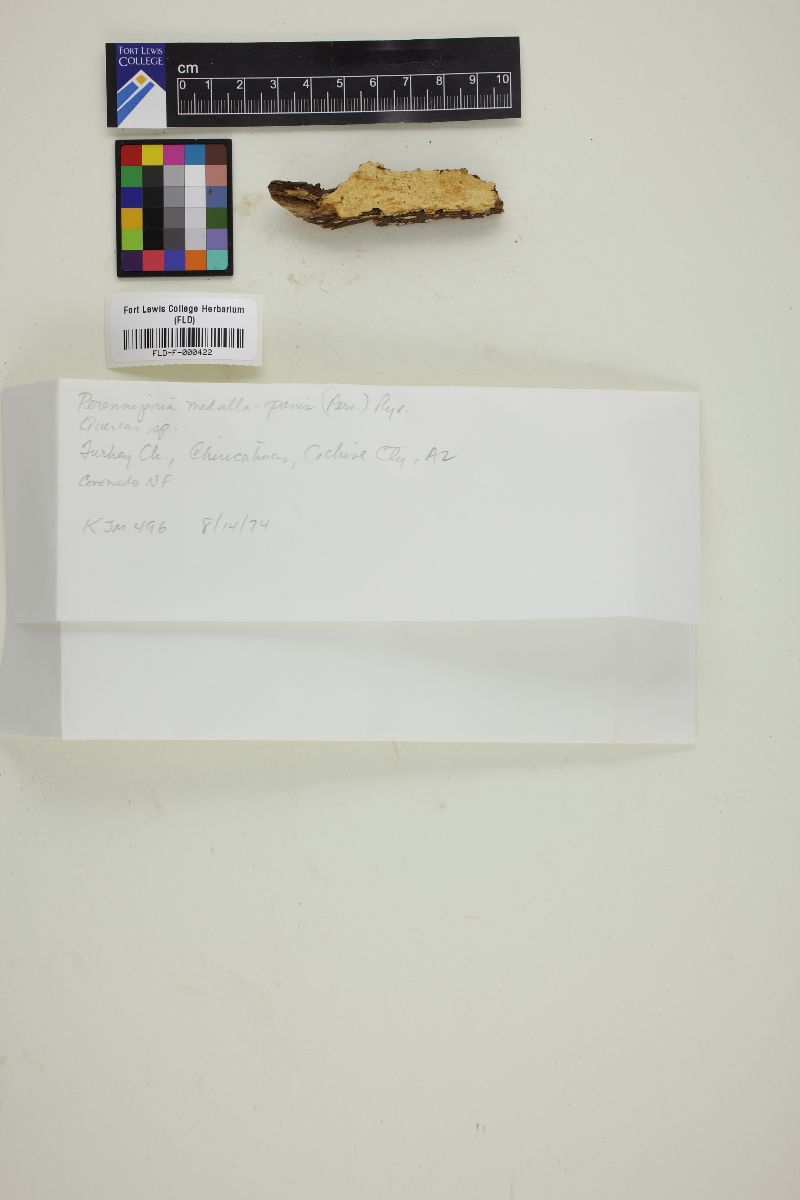 FORT LEWIS
COLLEGE
cm
0 1 2 3 4 5 6 7 8 9 10
Fort Lewis College Herbarium
(FLD)
FLD-F-000422
Perenniporia medulla-panis (Pers.) Ryv.
Quercus sp.
Turkey Ck., Chiricahuas, Cochise Cty, AZ
Coronado NF
KJM 496 8/14/74